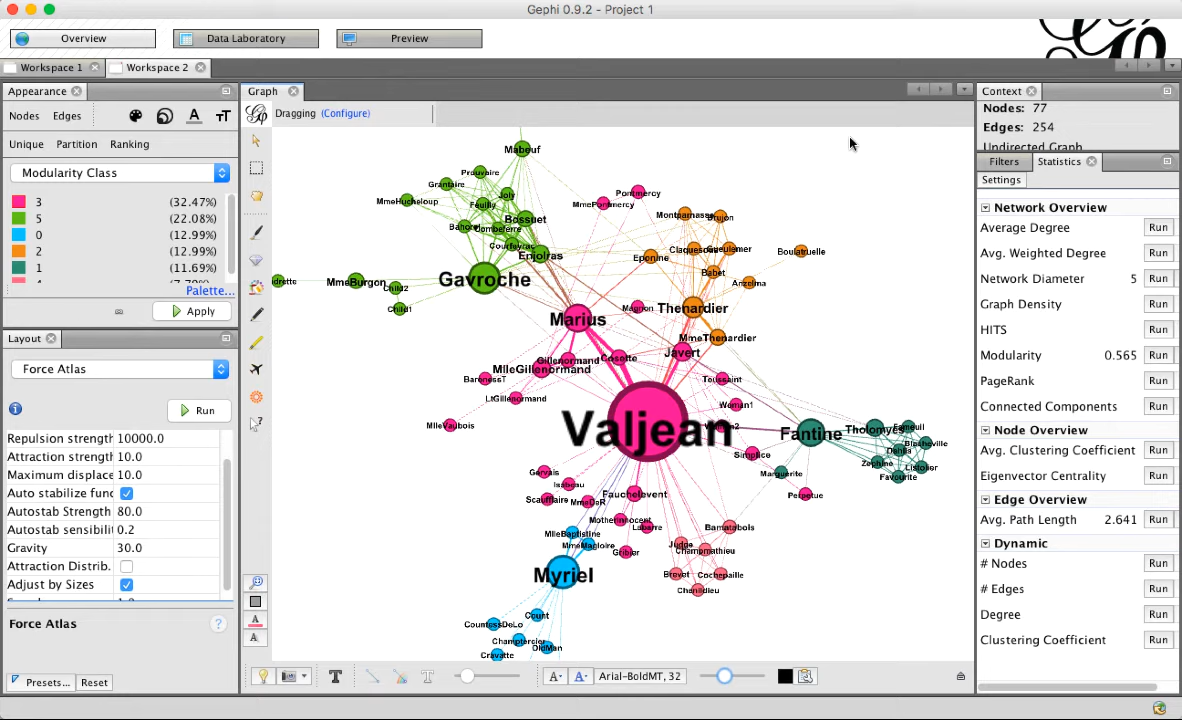 Gephi 0.9.2 - Project 1
Overview
Data Laboratory
Preview
Workspace 1
Workspace 2
Appearance
Nodes Edges
Unique Partition Ranking
Modularity Class
3 (32.47%)
5 (22.08%)
0 (12.99%)
2 (12.99%)
1 (11.69%)
Palette...
Apply
Layout
Force Atlas
Run
Repulsion strength 10000.0
Attraction strength 10.0
Maximum displace 10.0
Auto stabilize func
Autostab Strength 80.0
Autostab sensibili 0.2
Gravity 30.0
Attraction Distrib.
Adjust by Sizes
Force Atlas
Presets...
Reset
Graph
Dragging (Configure)
Mabeuf
Prouvaire
Grantaire
Joly
MmeHucheloup
Feuilly
Bossuet
Bahorel
Combeferre
Courfeyrac
Enjolras
Gavroche
MmeBurgon
Child2
Child1
Pontmercy
MmePontmercy
Montparnasse
Brujon
Claquesous
Gueulemer
Boulatruelle
Eponine
Babet
Anzelma
Magnon
Thenardier
MmeThenardier
Marius
Javert
Cosette
Gillenormand
MlleGillenormand
BaronessT
LtGillenormand
MlleVaubois
Toussaint
Woman1
Valjean
Fantine
Tholomyes
Fameuil
Blacheville
Dahlia
Zephine
Listolier
Favourite
Simplice
Marguerite
Perpetue
Gervais
Isabeau
Scaufflaire
MmeDeR
Fauchelevent
MotherInnocent
Labarre
Gribier
MlleBaptistine
MmeMagloire
Myriel
Bamatabois
Judge
Champmathieu
Brevet
Cochepaille
Chenildieu
Count
CountessDeLo
Champtercier
OldMan
Cravatte
Arial-BoldMT, 32
Context
Nodes: 77
Edges: 254
Undirected Graph
Filters
Statistics
Settings
Network Overview
Average Degree Run
Avg. Weighted Degree Run
Network Diameter 5 Run
Graph Density Run
HITS Run
Modularity 0.565 Run
PageRank Run
Connected Components Run
Node Overview
Avg. Clustering Coefficient Run
Eigenvector Centrality Run
Edge Overview
Avg. Path Length 2.641 Run
Dynamic
# Nodes Run
# Edges Run
Degree Run
Clustering Coefficient Run